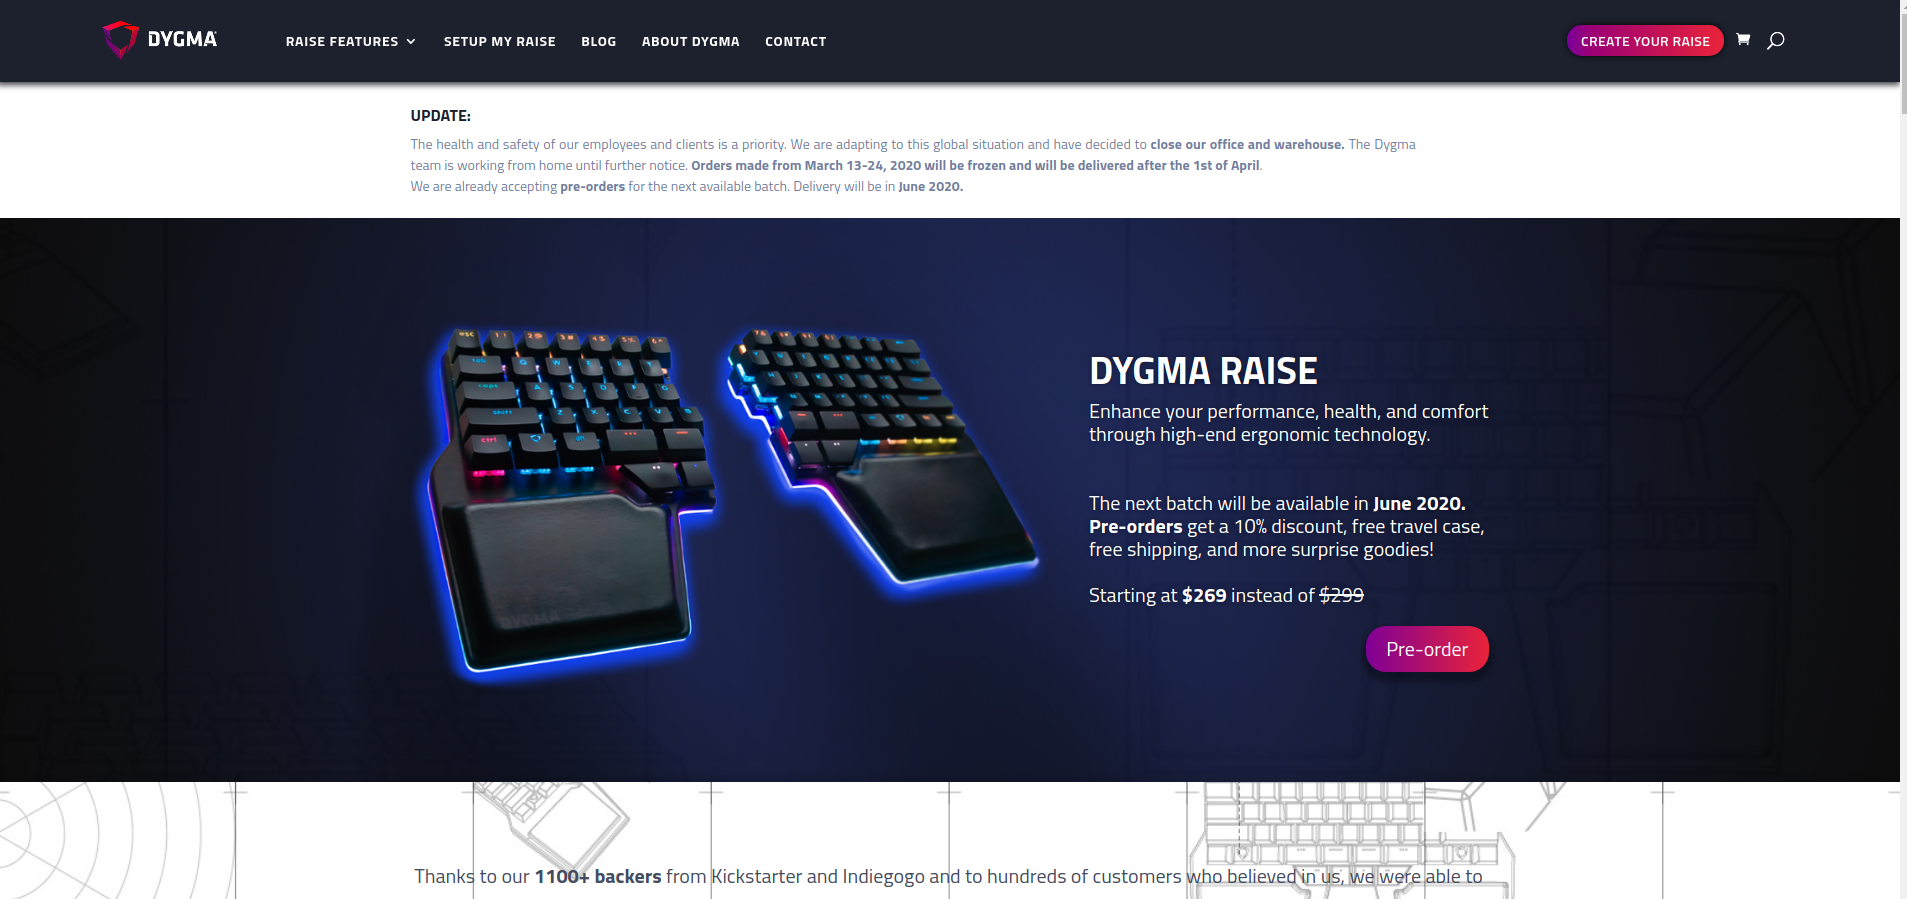 DYGMA
RAISE FEATURES
SETUP MY RAISE
BLOG
ABOUT DYGMA
CONTACT
CREATE YOUR RAISE
UPDATE:
The health and safety of our employees and clients is a priority. We are adapting to this global situation and have decided to close our office and warehouse. The Dygma
team is working from home until further notice. Orders made from March 13-24, 2020 will be frozen and will be delivered after the 1st of April.
We are already accepting pre-orders for the next available batch. Delivery will be in June 2020.
DYGMA RAISE
Enhance your performance, health, and comfort
through high-end ergonomic technology.
The next batch will be available in June 2020.
Pre-orders get a 10% discount, free travel case,
free shipping, and more surprise goodies!
Starting at $269 instead of $299
Pre-order
Thanks to our 1100+ backers from Kickstarter and Indiegogo and to hundreds of customers who believed in us, we were able to